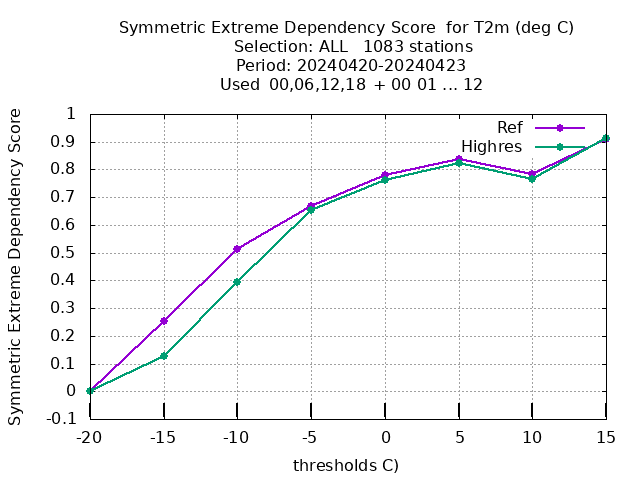 Symmetric Extreme Dependency Score  for T2m (deg C)
Selection: ALL   1083 stations
Period: 20240420-20240423
Used  00,06,12,18  + 00 01 ... 12
Symmetric Extreme Dependency Score
1
0.9
0.8
0.7
0.6
0.5
0.4
0.3
0.2
0.1
0
-0.1
Ref
Highres
-20 -15 -10 -5 0 5 10 15
thresholds C)